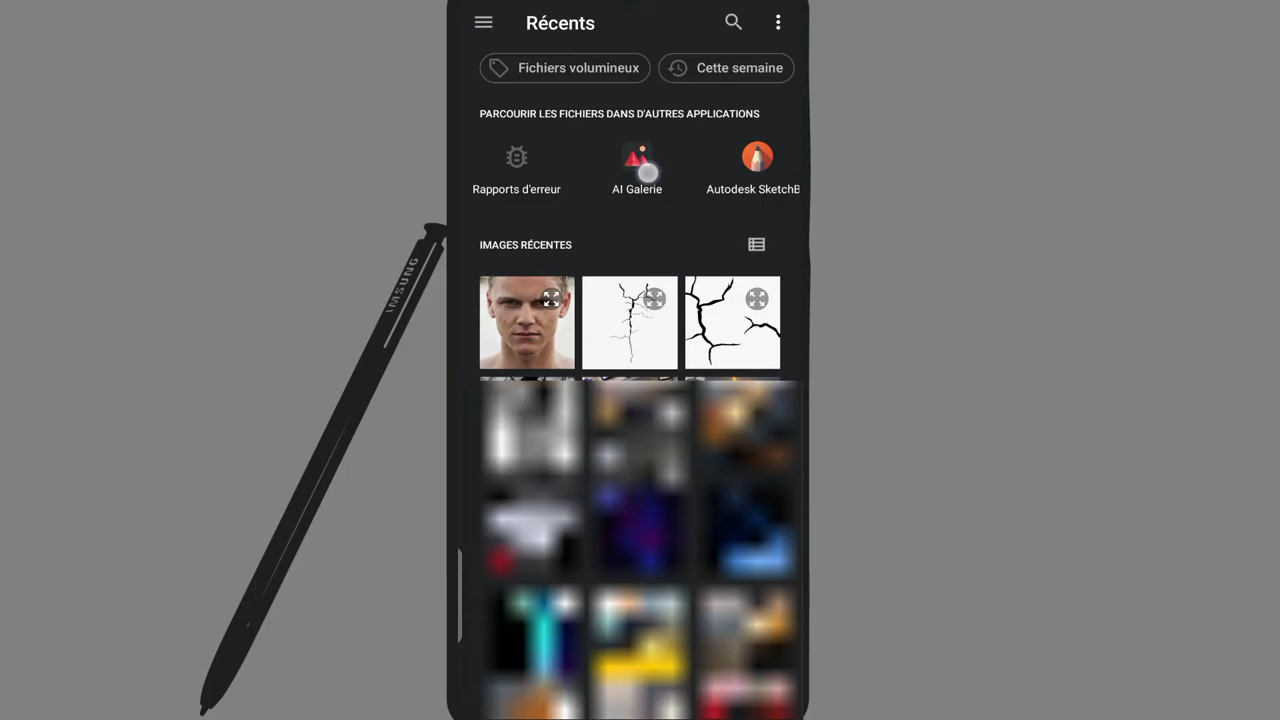 Récents
Fichiers volumineux
Cette semaine
PARCOURIR LES FICHIERS DANS D'AUTRES APPLICATIONS
Rapports d'erreur
AI Galerie
Autodesk SketchB
IMAGES RÉCENTES